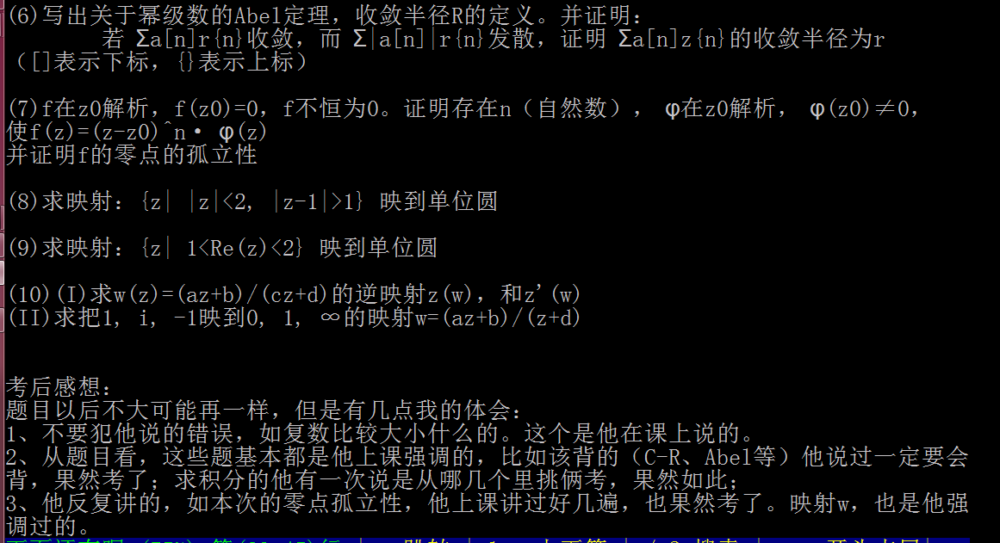 (6)写出关于幂级数的Abel定理，收敛半径R的定义。并证明：
若 Σa[n]r{n}收敛，而 Σ|a[n]|r{n}发散，证明 Σa[n]z{n}的收敛半径为r
（[]表示下标，{}表示上标）
(7)f在z0解析，f(z0)=0，f不恒为0。证明存在n（自然数）， φ在z0解析， φ(z0)≠0，
使f(z)=(z-z0)^n· φ(z)
并证明f的零点的孤立性
(8)求映射：{z| |z|<2, |z-1|>1} 映到单位圆
(9)求映射：{z| 1<Re(z)<2} 映到单位圆
(10)(I)求w(z)=(az+b)/(cz+d)的逆映射z(w)，和z'(w)
(II)求把1, i, -1映到0, 1, ∞的映射w=(az+b)/(z+d)
考后感想：
题目以后不大可能再一样，但是有几点我的体会：
1、不要犯他说的错误，如复数比较大小什么的。这个是他在课上说的。
2、从题目看，这些题基本都是他上课强调的，比如该背的（C-R、Abel等）他说过一定要会
背，果然考了；求积分的他有一次说是从哪几个里挑俩考，果然如此；
3、他反复讲的，如本次的零点孤立性，他上课讲过好几遍，也果然考了。映射w，也是他强
调过的。